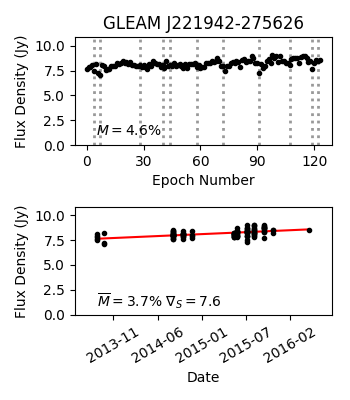 GLEAM J221942-275626
10.0
7.5
5.0
2.5
0.0
Flux Density (Jy)
M = 4.6%
0 30 60 90 120
Epoch Number
10.0
7.5
5.0
2.5
0.0
Flux Density (Jy)
M̅ = 3.7% ∇S = 7.6
2013-11 2014-06 2015-01 2015-07 2016-02
Date